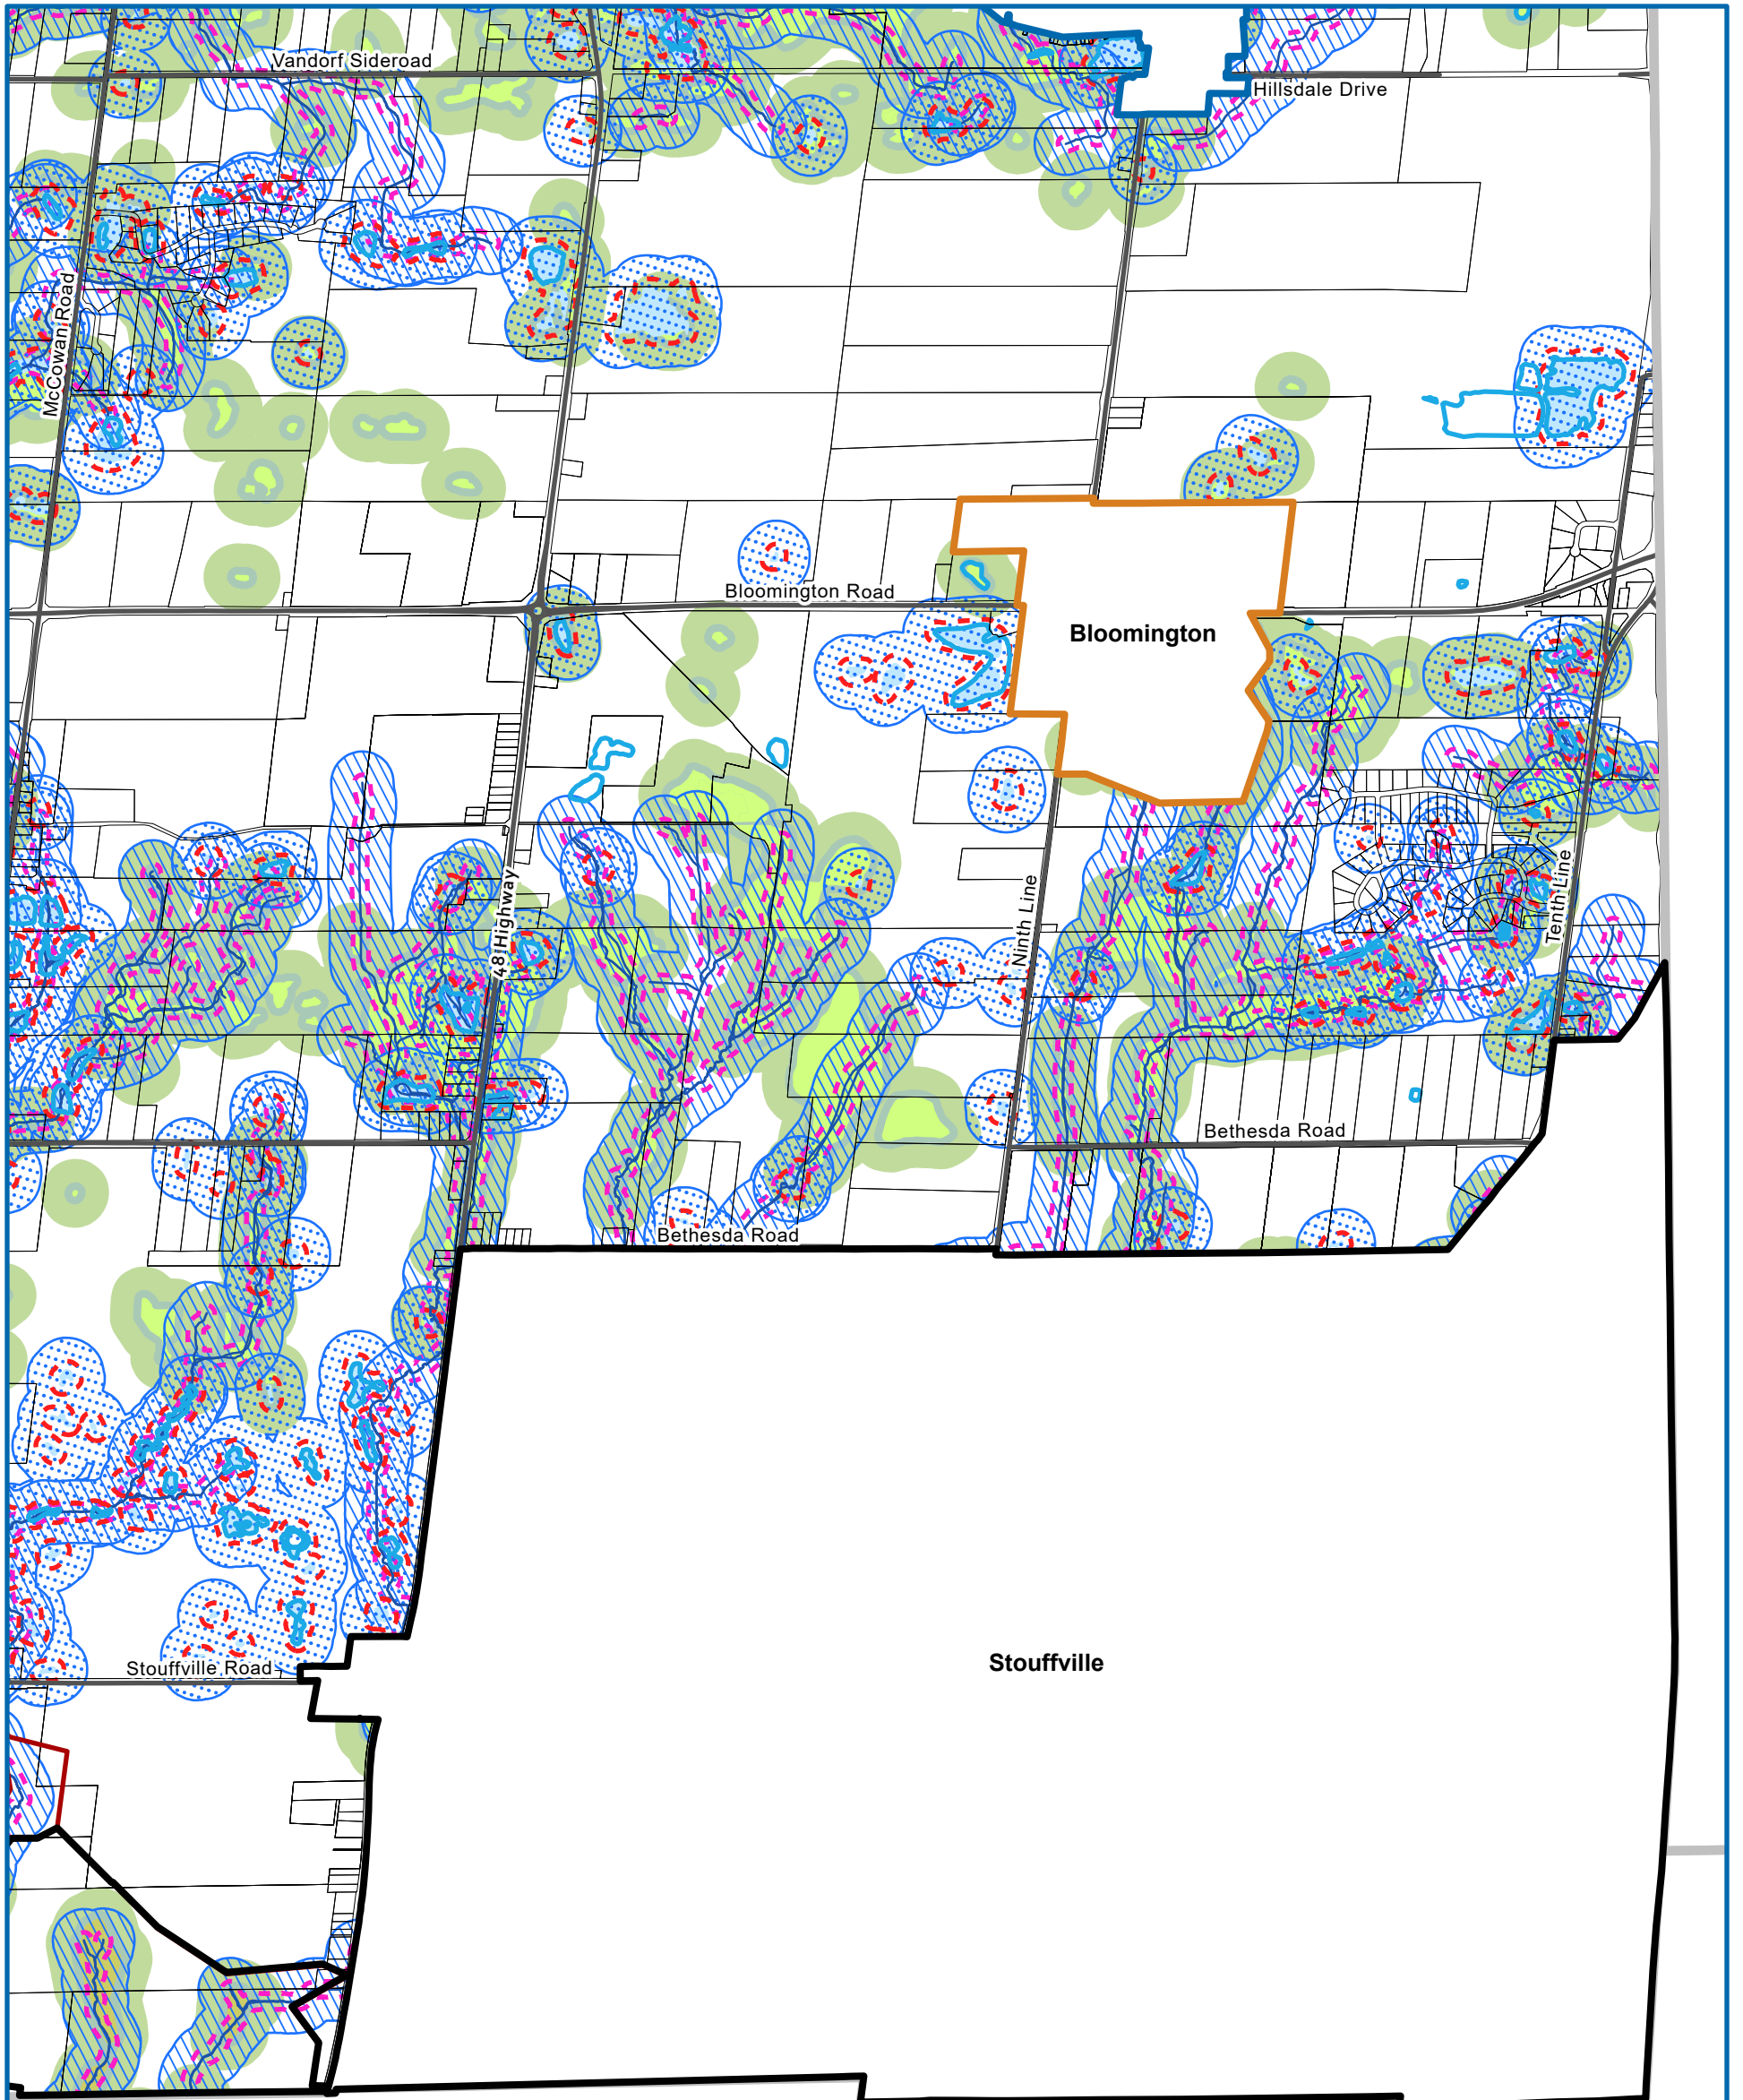 Vandorf Sideroad
Hillsdale Drive
McCowan Road
Bloomington Road
Bloomington
48 Highway
Ninth Line
Tenth Line
Bethesda Road
Bethesda Road
Stouffville
Stouffville Road